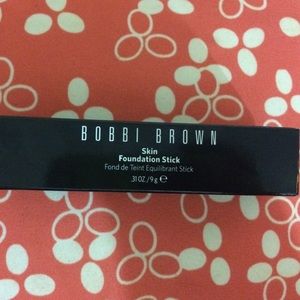 BOBBI BROWN
Skin
Foundation Stick
Fond de Teint Equilibrant Stick
.31 OZ./9 g ℮